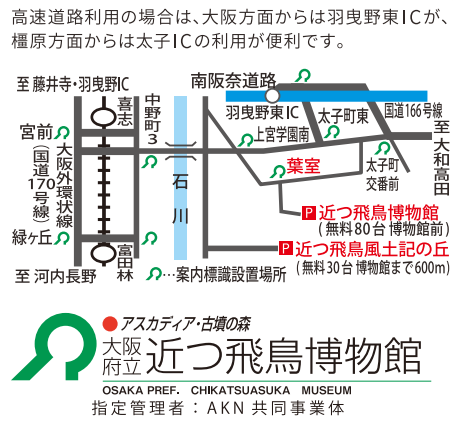 高速道路利用の場合は、大阪方面からは羽曳野東ICが、
橿原方面からは太子ICの利用が便利です。
至 藤井寺・羽曳野IC
南阪奈道路
喜志
中野町3
羽曳野東IC
太子町東
国道166号線
宮前
上宮学園南
至大和高田
大阪外環状線
(国道170号線)
石川
葉室
太子町
交番前
P 近つ飛鳥博物館
(無料80台 博物館前)
緑ヶ丘
富田林
P 近つ飛鳥風土記の丘
(無料30台 博物館まで600m)
至 河内長野
…案内標識設置場所
●アスカディア・古墳の森
大阪府立 近つ飛鳥博物館
OSAKA PREF. CHIKATSUASUKA MUSEUM
指定管理者：AKN共同事業体